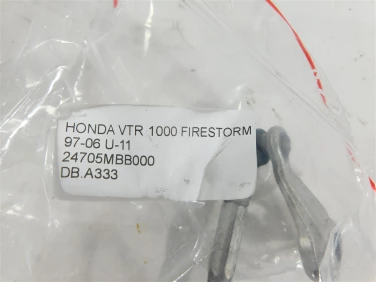 HONDA VTR 1000 FIRESTORM
97-06 U-11
24705MBB000
DB.A333